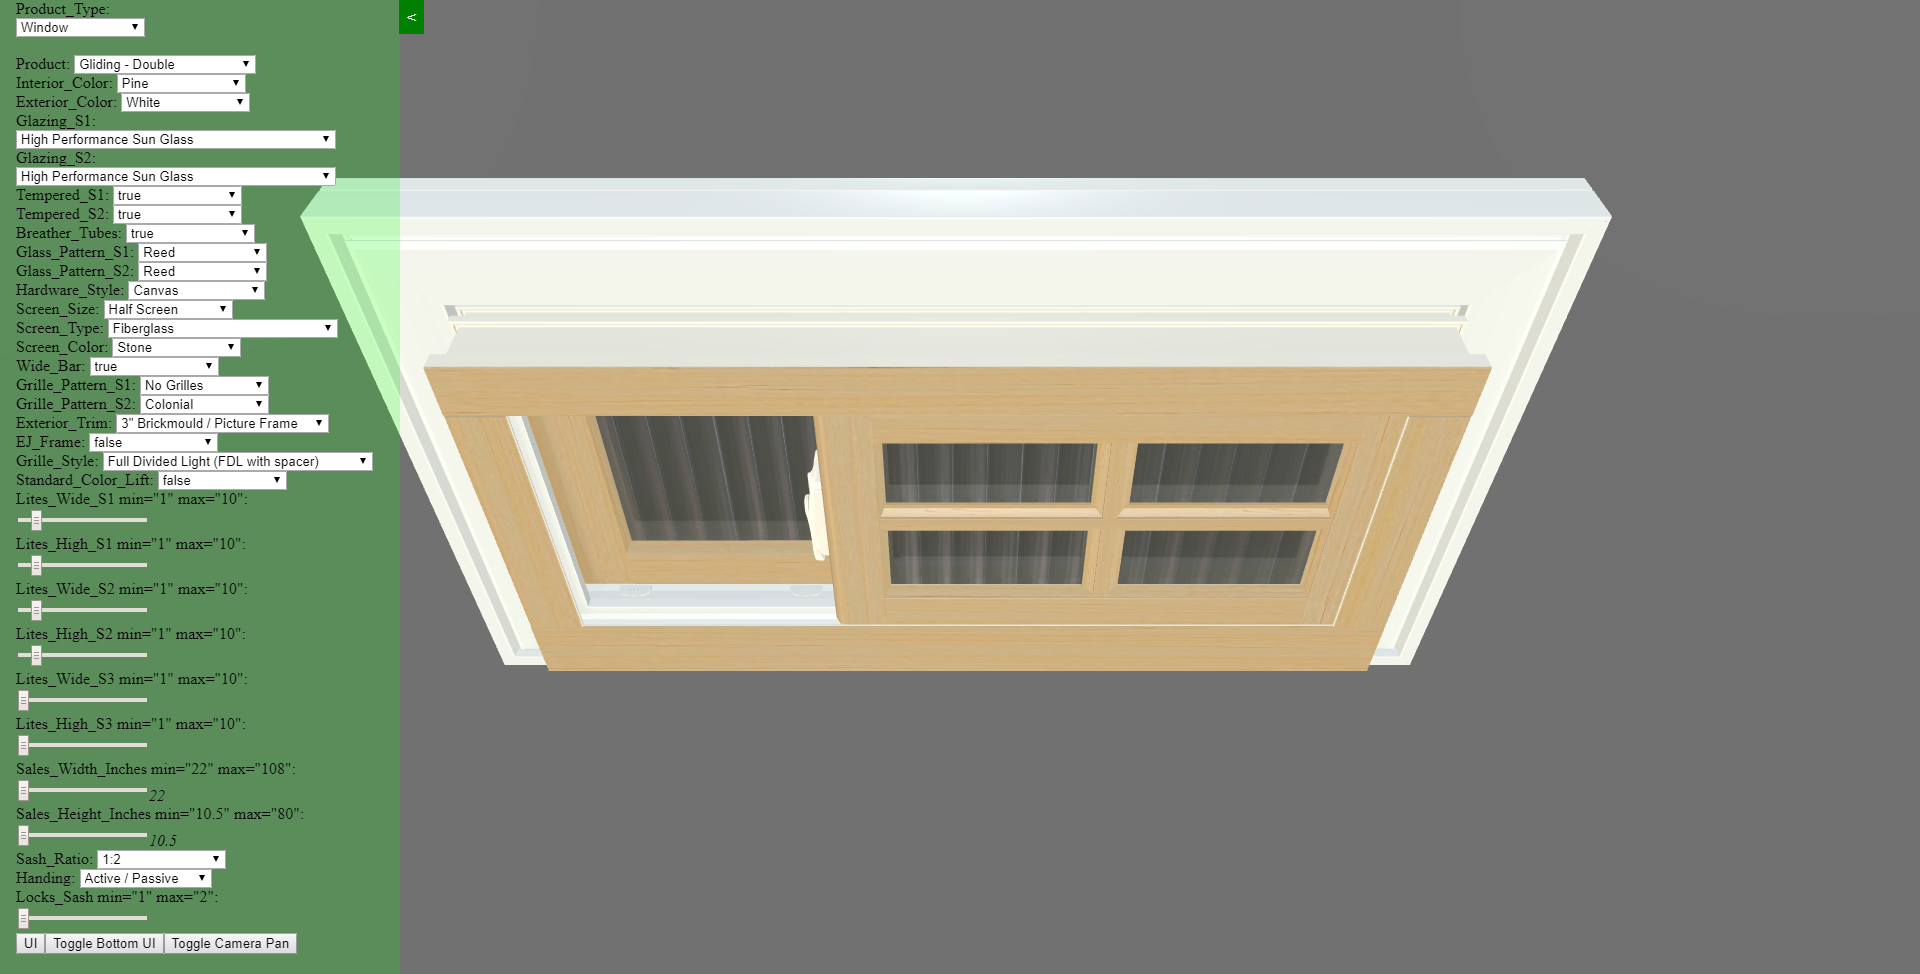 Product_Type:
Window
<
Product: Gliding - Double
Interior_Color: Pine
Exterior_Color: White
Glazing_S1:
High Performance Sun Glass
Glazing_S2:
High Performance Sun Glass
Tempered_S1: true
Tempered_S2: true
Breather_Tubes: true
Glass_Pattern_S1: Reed
Glass_Pattern_S2: Reed
Hardware_Style: Canvas
Screen_Size: Half Screen
Screen_Type: Fiberglass
Screen_Color: Stone
Wide_Bar: true
Grille_Pattern_S1: No Grilles
Grille_Pattern_S2: Colonial
Exterior_Trim: 3" Brickmould / Picture Frame
EJ_Frame: false
Grille_Style: Full Divided Light (FDL with spacer)
Standard_Color_Lift: false
Lites_Wide_S1 min="1" max="10":
Lites_High_S1 min="1" max="10":
Lites_Wide_S2 min="1" max="10":
Lites_High_S2 min="1" max="10":
Lites_Wide_S3 min="1" max="10":
Lites_High_S3 min="1" max="10":
Sales_Width_Inches min="22" max="108":
22
Sales_Height_Inches min="10.5" max="80":
10.5
Sash_Ratio: 1:2
Handing: Active / Passive
Locks_Sash min="1" max="2":
UI Toggle Bottom UI Toggle Camera Pan